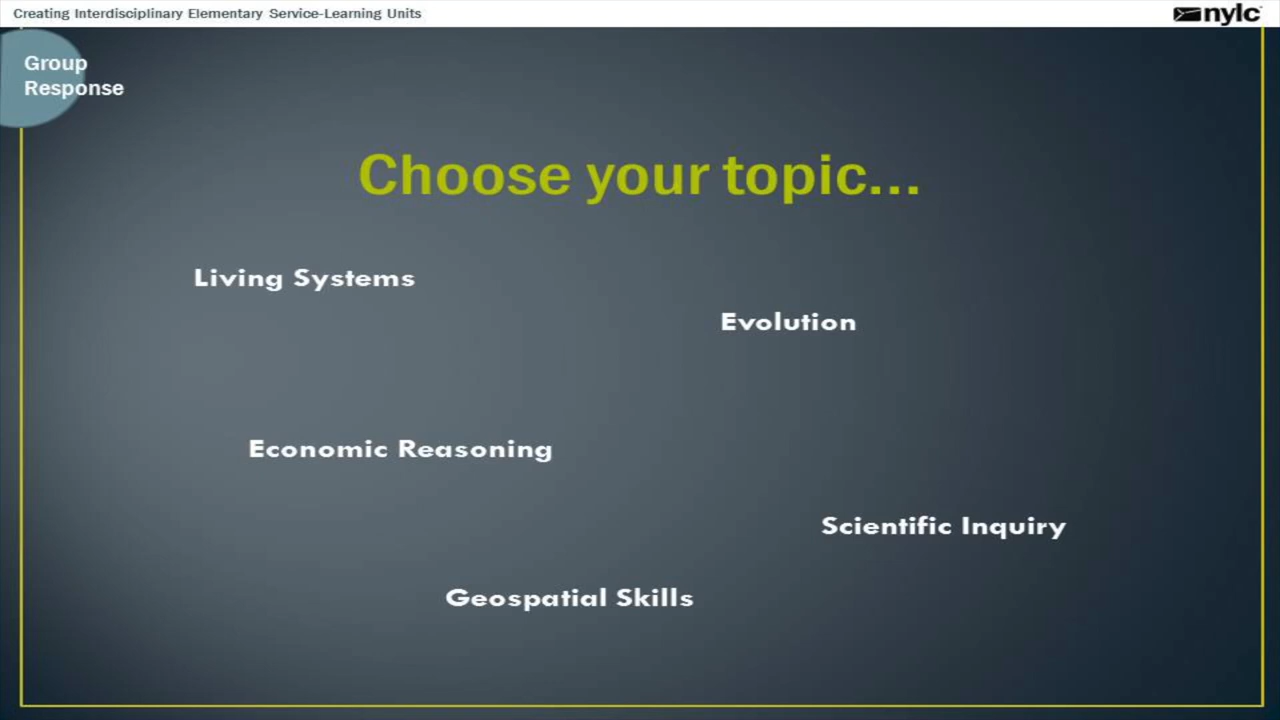 Creating Interdisciplinary Elementary Service-Learning Units
nylc
Group
Response
Choose your topic...
Living Systems
Evolution
Economic Reasoning
Scientific Inquiry
Geospatial Skills